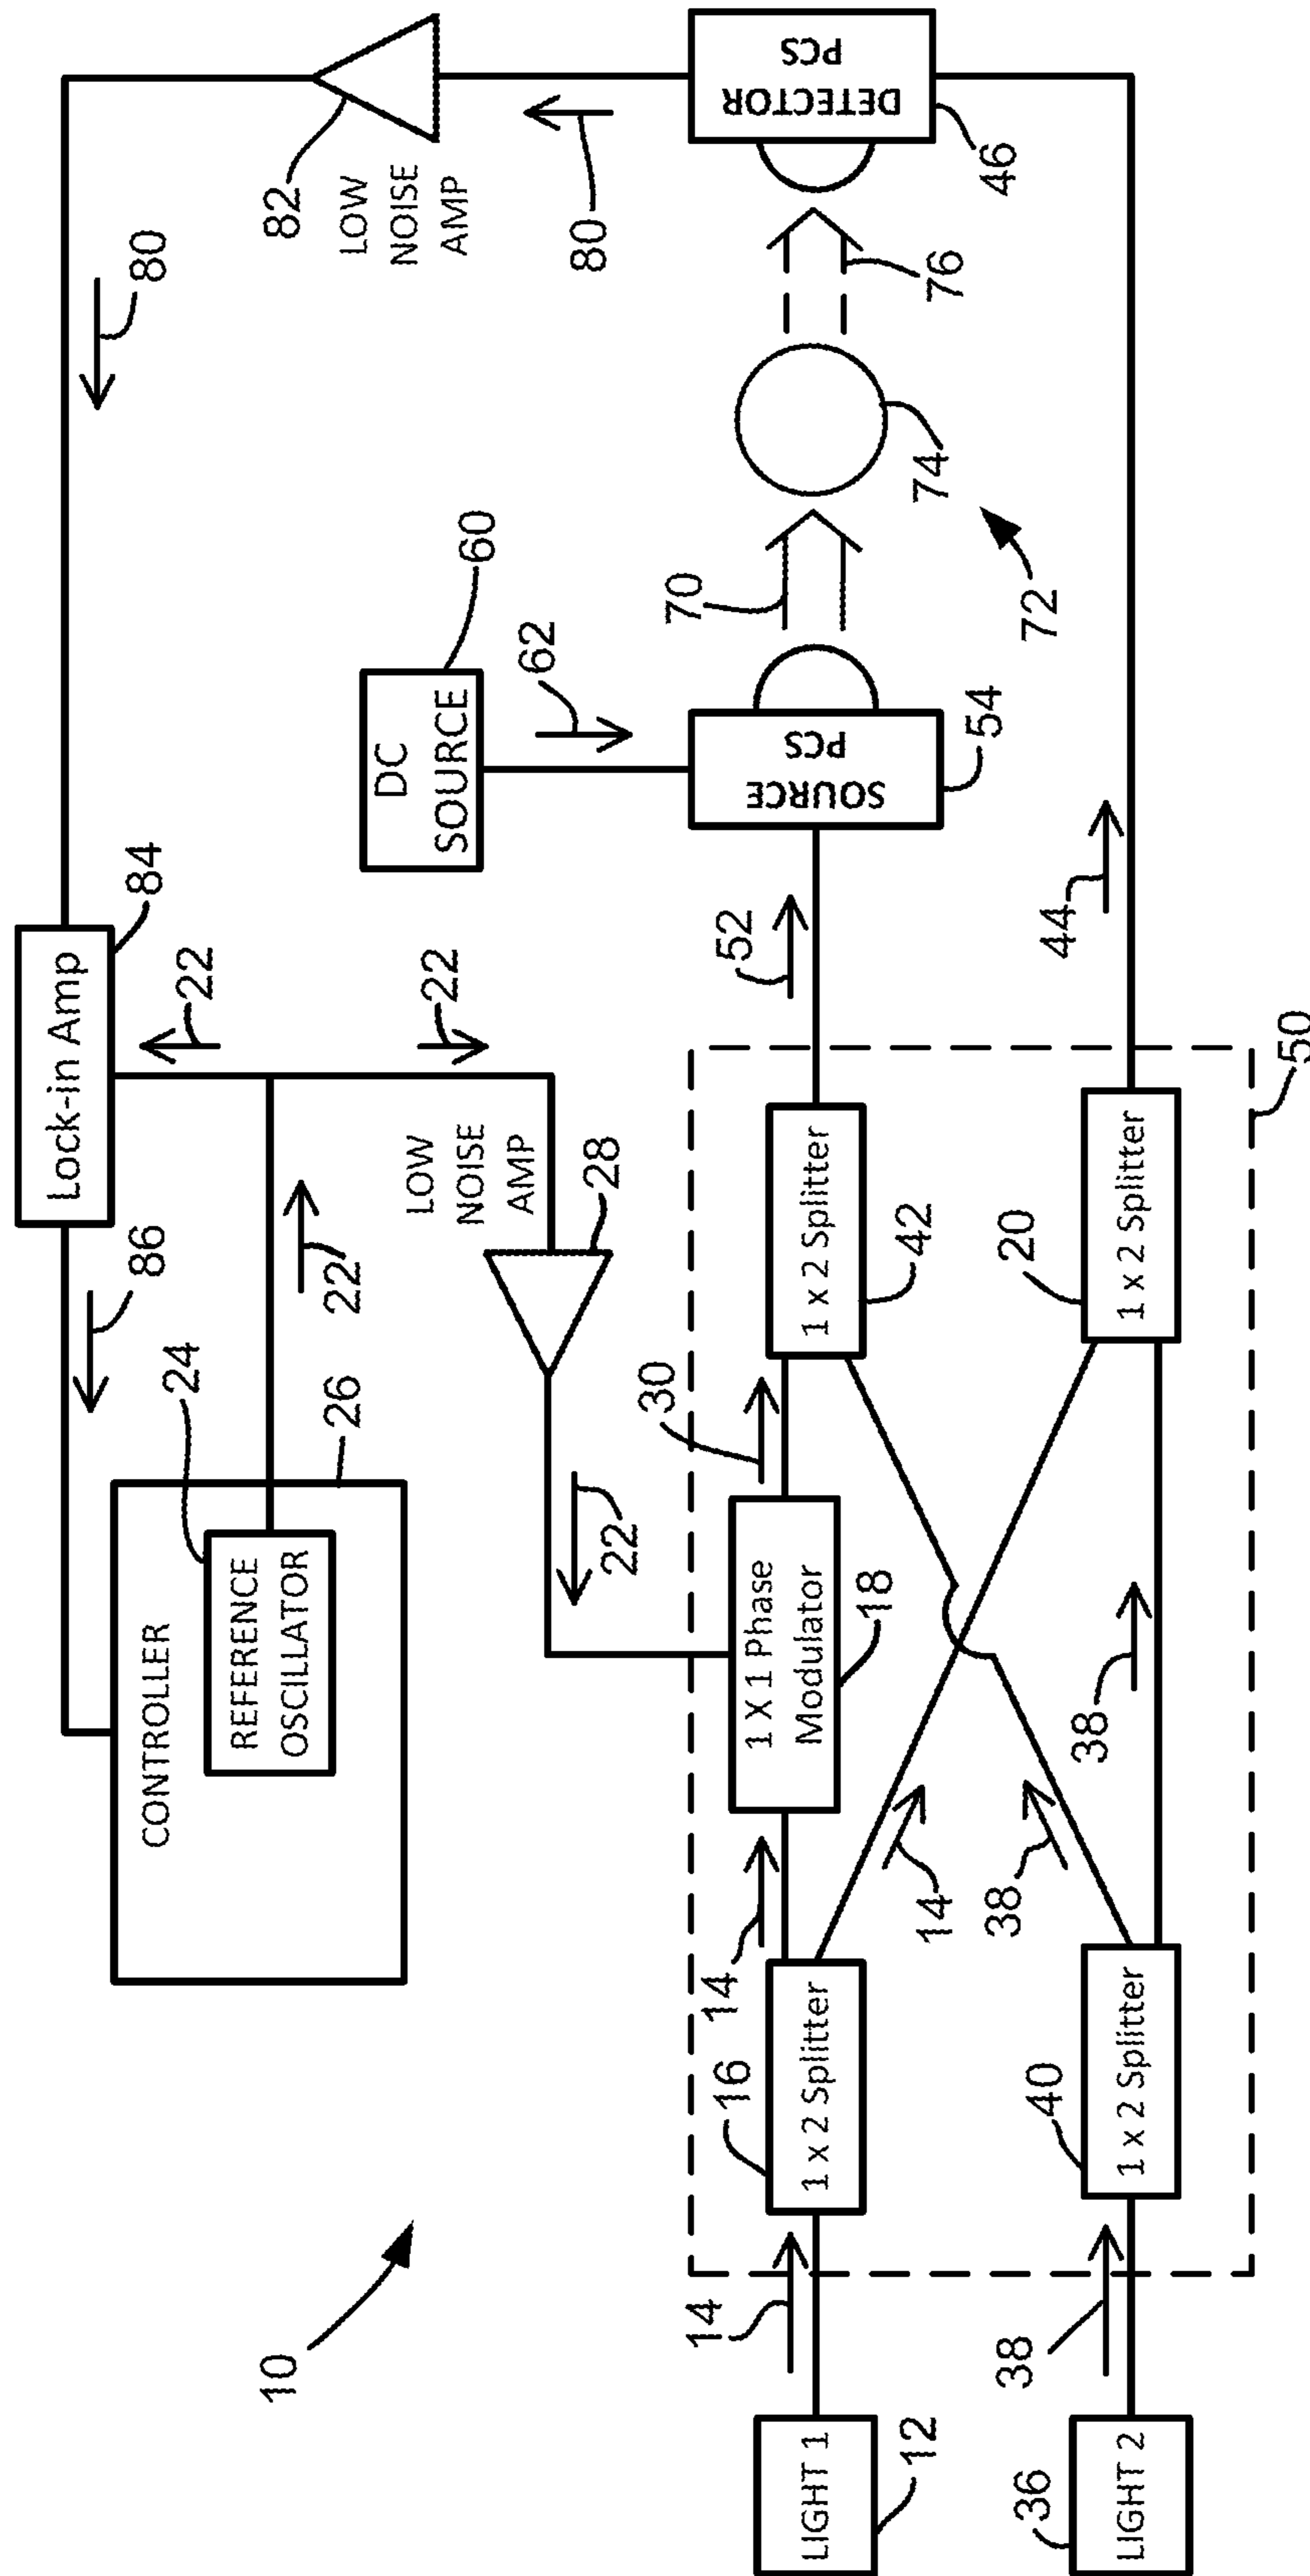 10
CONTROLLER
REFERENCE
OSCILLATOR
24
26
86
22
Lock-in Amp
84
22
22
80
82
LOW
NOISE
AMP
80
LOW
NOISE
AMP
28
22
DC
SOURCE
60
62
LIGHT 1
12
14
16
1 x 2 Splitter
14
1 X 1 Phase
Modulator
18
30
1 x 2 Splitter
42
52
SOURCE
PCS
54
70
74
72
76
DETECTOR
PCS
46
14
38
LIGHT 2
36
38
40
1 x 2 Splitter
38
20
1 x 2 Splitter
44
50